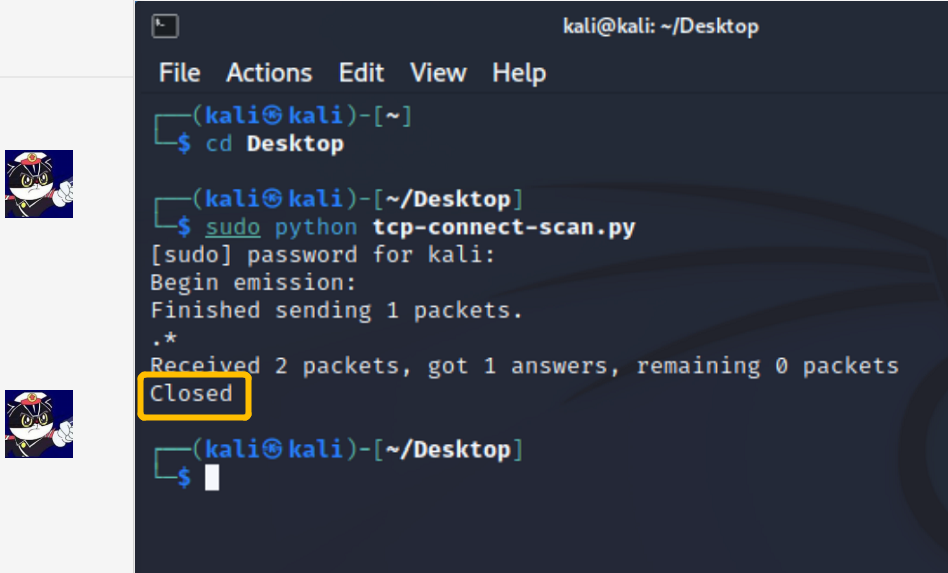 kali@kali: ~/Desktop
File Actions Edit View Help
┌──(kali㉿kali)-[~]
└─$ cd Desktop
┌──(kali㉿kali)-[~/Desktop]
└─$ sudo python tcp-connect-scan.py
[sudo] password for kali:
Begin emission:
Finished sending 1 packets.
.*
Received 2 packets, got 1 answers, remaining 0 packets
Closed
┌──(kali㉿kali)-[~/Desktop]
└─$